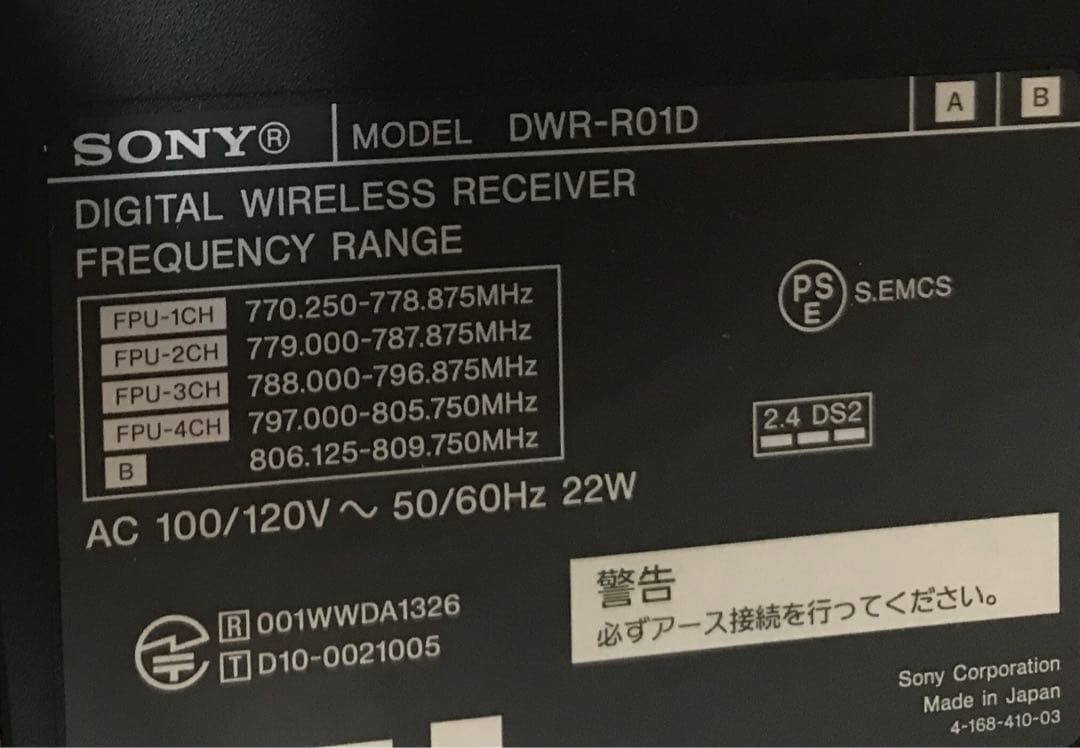 SONY® MODEL DWR-R01D A B
DIGITAL WIRELESS RECEIVER
FREQUENCY RANGE
FPU-1CH 770.250-778.875MHz
FPU-2CH 779.000-787.875MHz
FPU-3CH 788.000-796.875MHz
FPU-4CH 797.000-805.750MHz
B 806.125-809.750MHz
PSE S.EMCS
2.4 DS2
AC 100/120V ～ 50/60Hz 22W
R 001WWDA1326
T D10-0021005
警告
必ずアース接続を行ってください。
Sony Corporation
Made in Japan
4-168-410-03